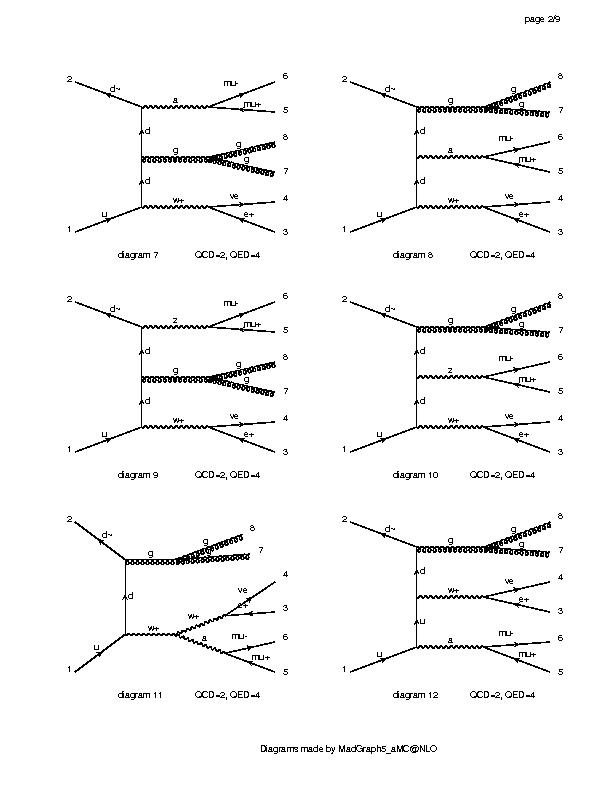 page 2/9
2 d~ a mu- 6
mu+ 5
d
g g 8
g 7
d
w+ ve 4
u e+
1 3
diagram 7 QCD=2, QED=4
2 d~ g g 8
g 7
d
a mu- 6
mu+ 5
d
w+ ve 4
u e+
1 3
diagram 8 QCD=2, QED=4
2 d~ z mu- 6
mu+ 5
d
g g 8
g 7
d
w+ ve 4
u e+
1 3
diagram 9 QCD=2, QED=4
2 d~ g g 8
g 7
d
z mu- 6
mu+ 5
d
w+ ve 4
u e+
1 3
diagram 10 QCD=2, QED=4
2 d~ g g 8
7
4
ve
d w+ e+ 3
w+ a mu- 6
u mu+
1 5
diagram 11 QCD=2, QED=4
2 d~ g g 8
g 7
d
w+ ve 4
e+ 3
u
a mu- 6
u mu+
1 5
diagram 12 QCD=2, QED=4
Diagrams made by MadGraph5_aMC@NLO